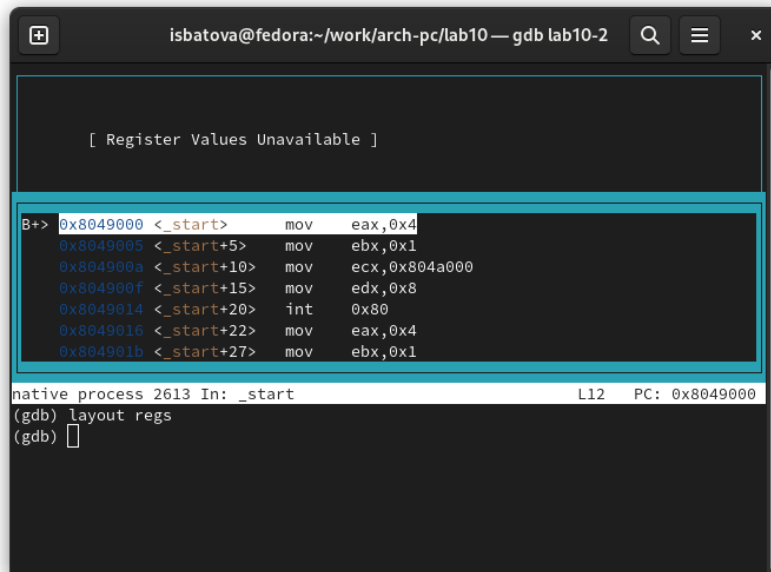 isbatova@fedora:~/work/arch-pc/lab10 — gdb lab10-2
[ Register Values Unavailable ]
B+> 0x8049000 <_start> mov eax,0x4
0x8049005 <_start+5> mov ebx,0x1
0x804900a <_start+10> mov ecx,0x804a000
0x804900f <_start+15> mov edx,0x8
0x8049014 <_start+20> int 0x80
0x8049016 <_start+22> mov eax,0x4
0x804901b <_start+27> mov ebx,0x1
native process 2613 In: _start L12 PC: 0x8049000
(gdb) layout regs
(gdb)